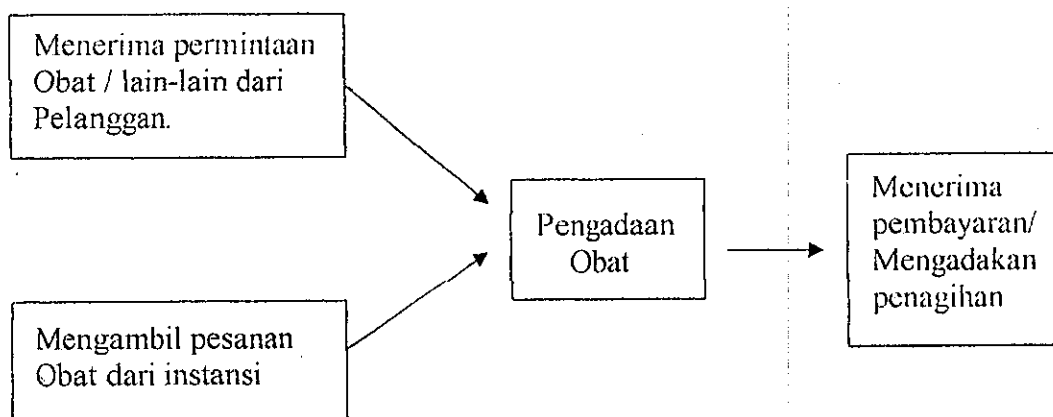 Menerima permintaan
Obat / lain-lain dari
Pelanggan.
Mengambil pesanan
Obat dari instansi
Pengadaan
Obat
Menerima
pembayaran/
Mengadakan
penagihan